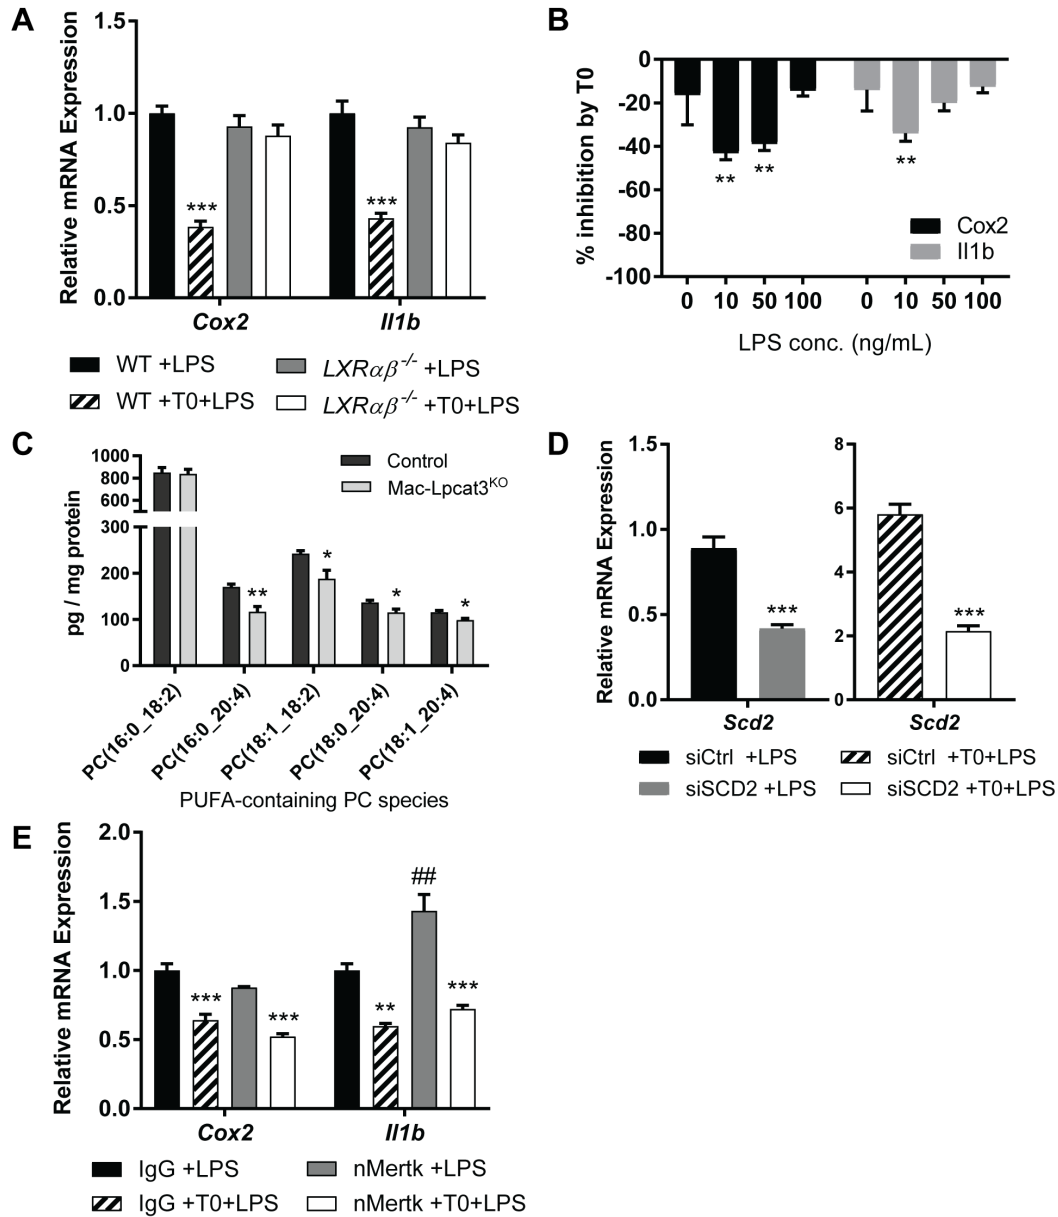 A
Relative mRNA Expression
1.5
1.0
0.5
0.0
***
***
Cox2
Il1b
WT +LPS
WT +T0+LPS
LXRαβ-/- +LPS
LXRαβ-/- +T0+LPS
B
% inhibition by T0
0
-20
-40
-60
-80
-100
**
**
**
Cox2
Il1b
0 10 50 100 0 10 50 100
LPS conc. (ng/mL)
C
pg / mg protein
1000
800
600
300
200
100
0
Control
Mac-Lpcat3KO
**
*
*
*
PC(16:0_18:2)
PC(16:0_20:4)
PC(18:1_18:2)
PC(18:0_20:4)
PC(18:1_20:4)
PUFA-containing PC species
D
Relative mRNA Expression
1.5
1.0
0.5
0.0
***
Scd2
8
6
4
2
0
***
Scd2
siCtrl +LPS
siSCD2 +LPS
siCtrl +T0+LPS
siSCD2 +T0+LPS
E
Relative mRNA Expression
2.0
1.5
1.0
0.5
0.0
***
***
**
##
***
Cox2
Il1b
IgG +LPS
IgG +T0+LPS
nMertk +LPS
nMertk +T0+LPS